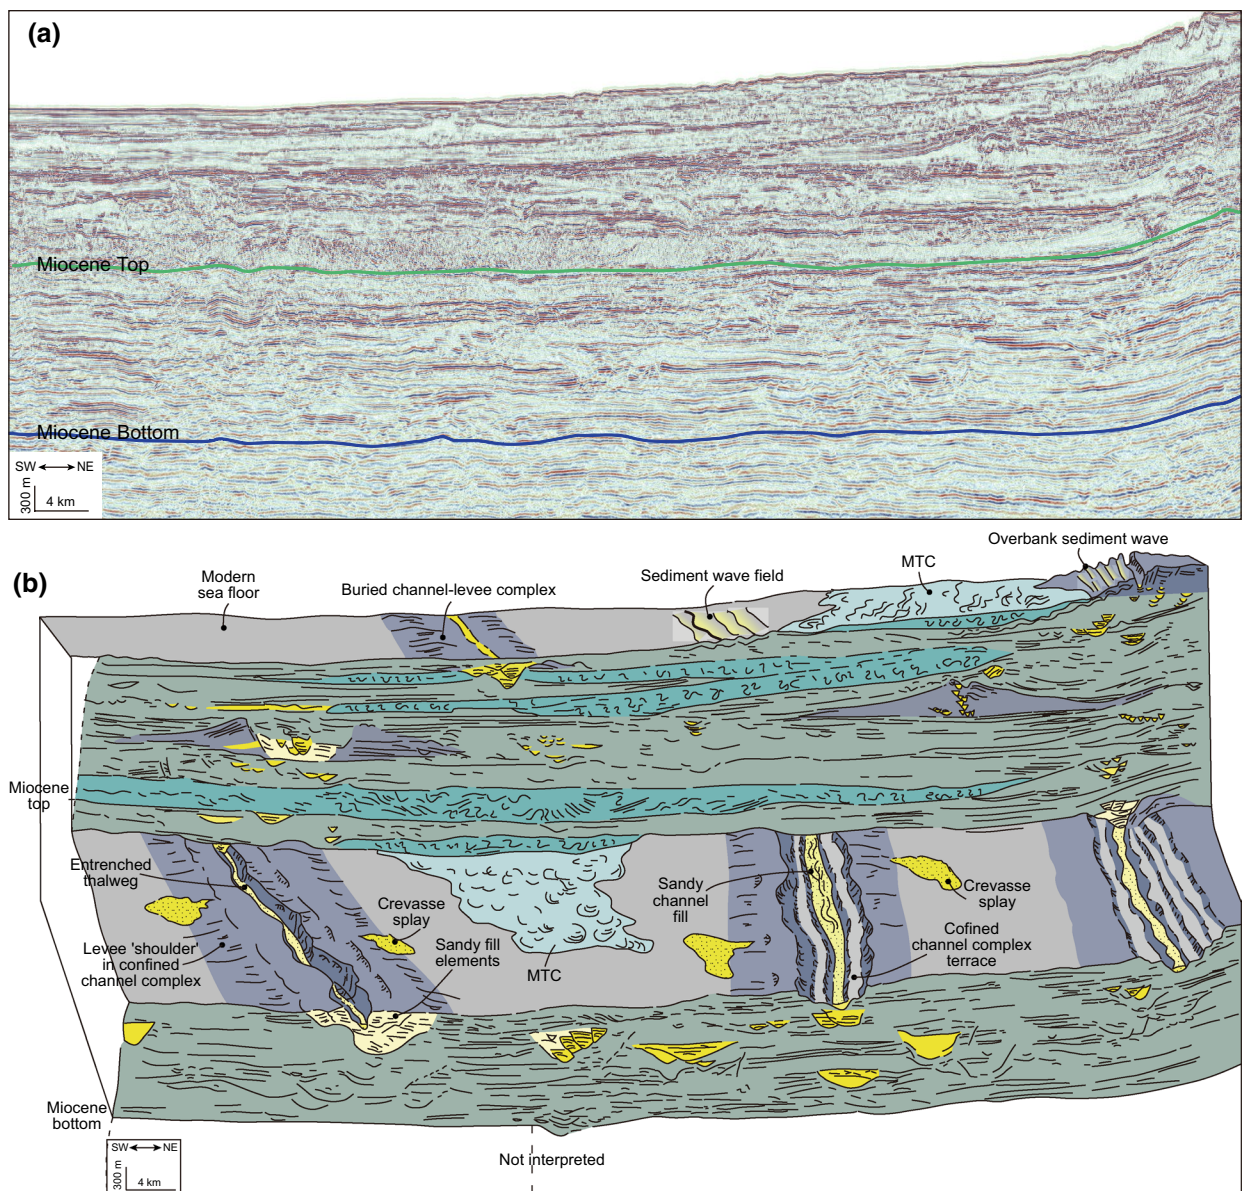 (a)
Miocene Top
Miocene Bottom
SW NE
300 m
4 km
(b)
Modern
sea floor
Buried channel-levee complex
Sediment wave field
MTC
Overbank sediment wave
Miocene
top
Entrenched
thalweg
Levee 'shoulder'
in confined
channel complex
Crevasse
splay
Sandy fill
elements
MTC
Sandy
channel
fill
Crevasse
splay
Cofined
channel complex
terrace
Miocene
bottom
SW NE
300 m
4 km
Not interpreted